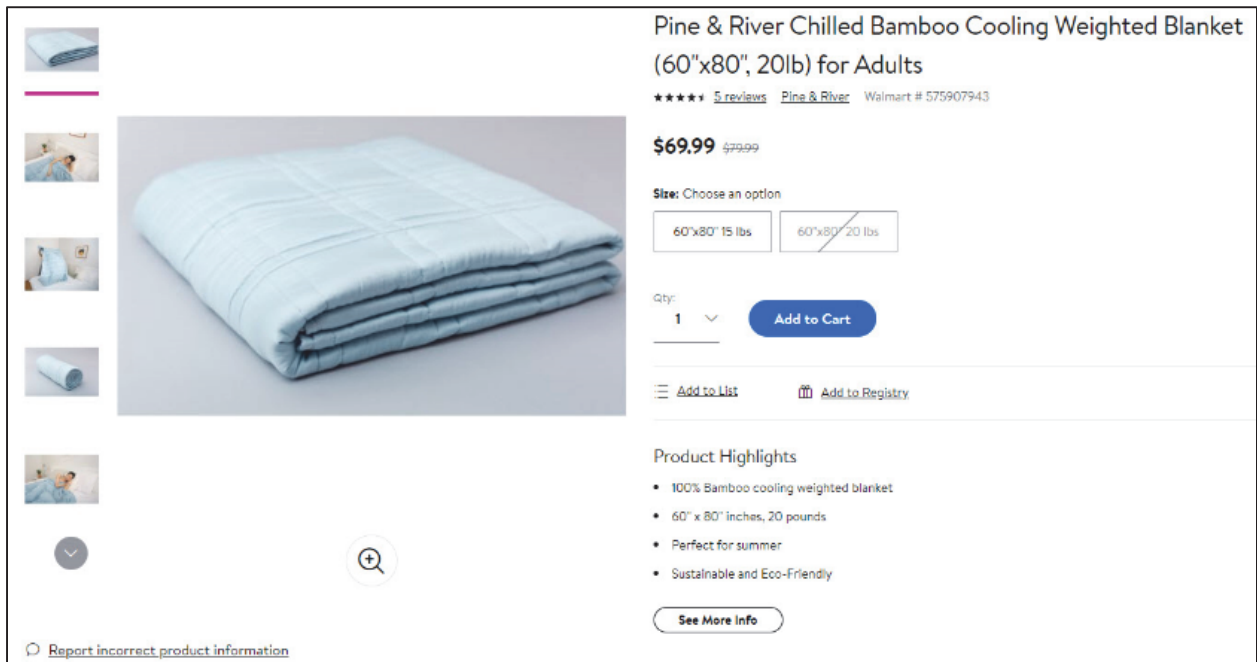 Pine & River Chilled Bamboo Cooling Weighted Blanket
(60"x80", 20lb) for Adults
5 reviews Pine & River Walmart # 575907943
$69.99 $79.99
Size: Choose an option
60"x80" 15 lbs 60"x80" 20 lbs
Qty:
1 Add to Cart
Add to List Add to Registry
Product Highlights
• 100% Bamboo cooling weighted blanket
• 60" x 80" inches, 20 pounds
• Perfect for summer
• Sustainable and Eco-Friendly
See More Info
Report incorrect product information